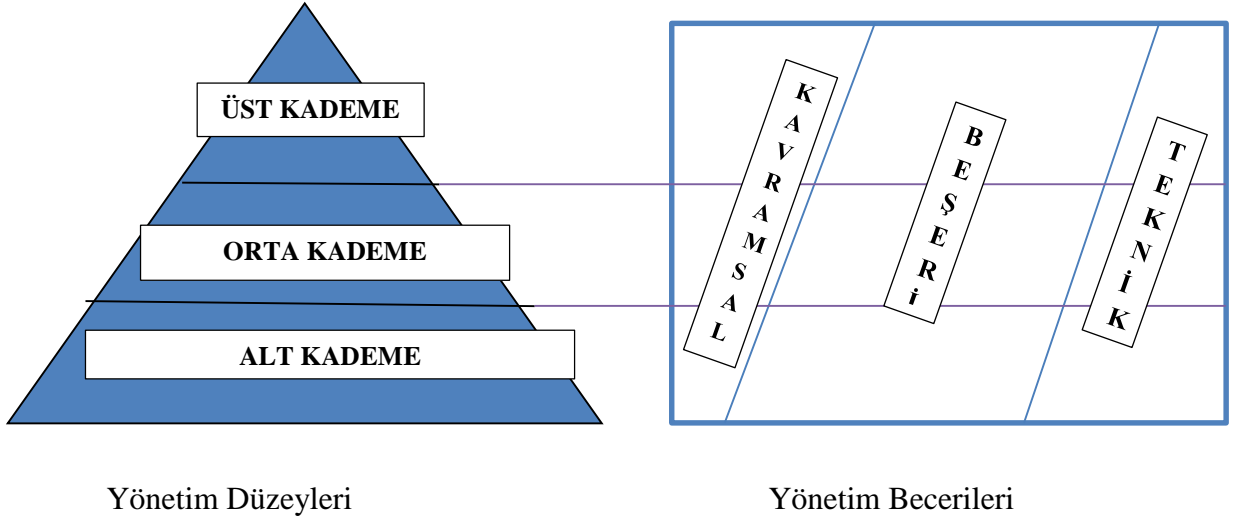 ÜST KADEME
ORTA KADEME
ALT KADEME
KAVRAMSAL
BEŞERİ
TEKNİK
Yönetim Düzeyleri
Yönetim Becerileri